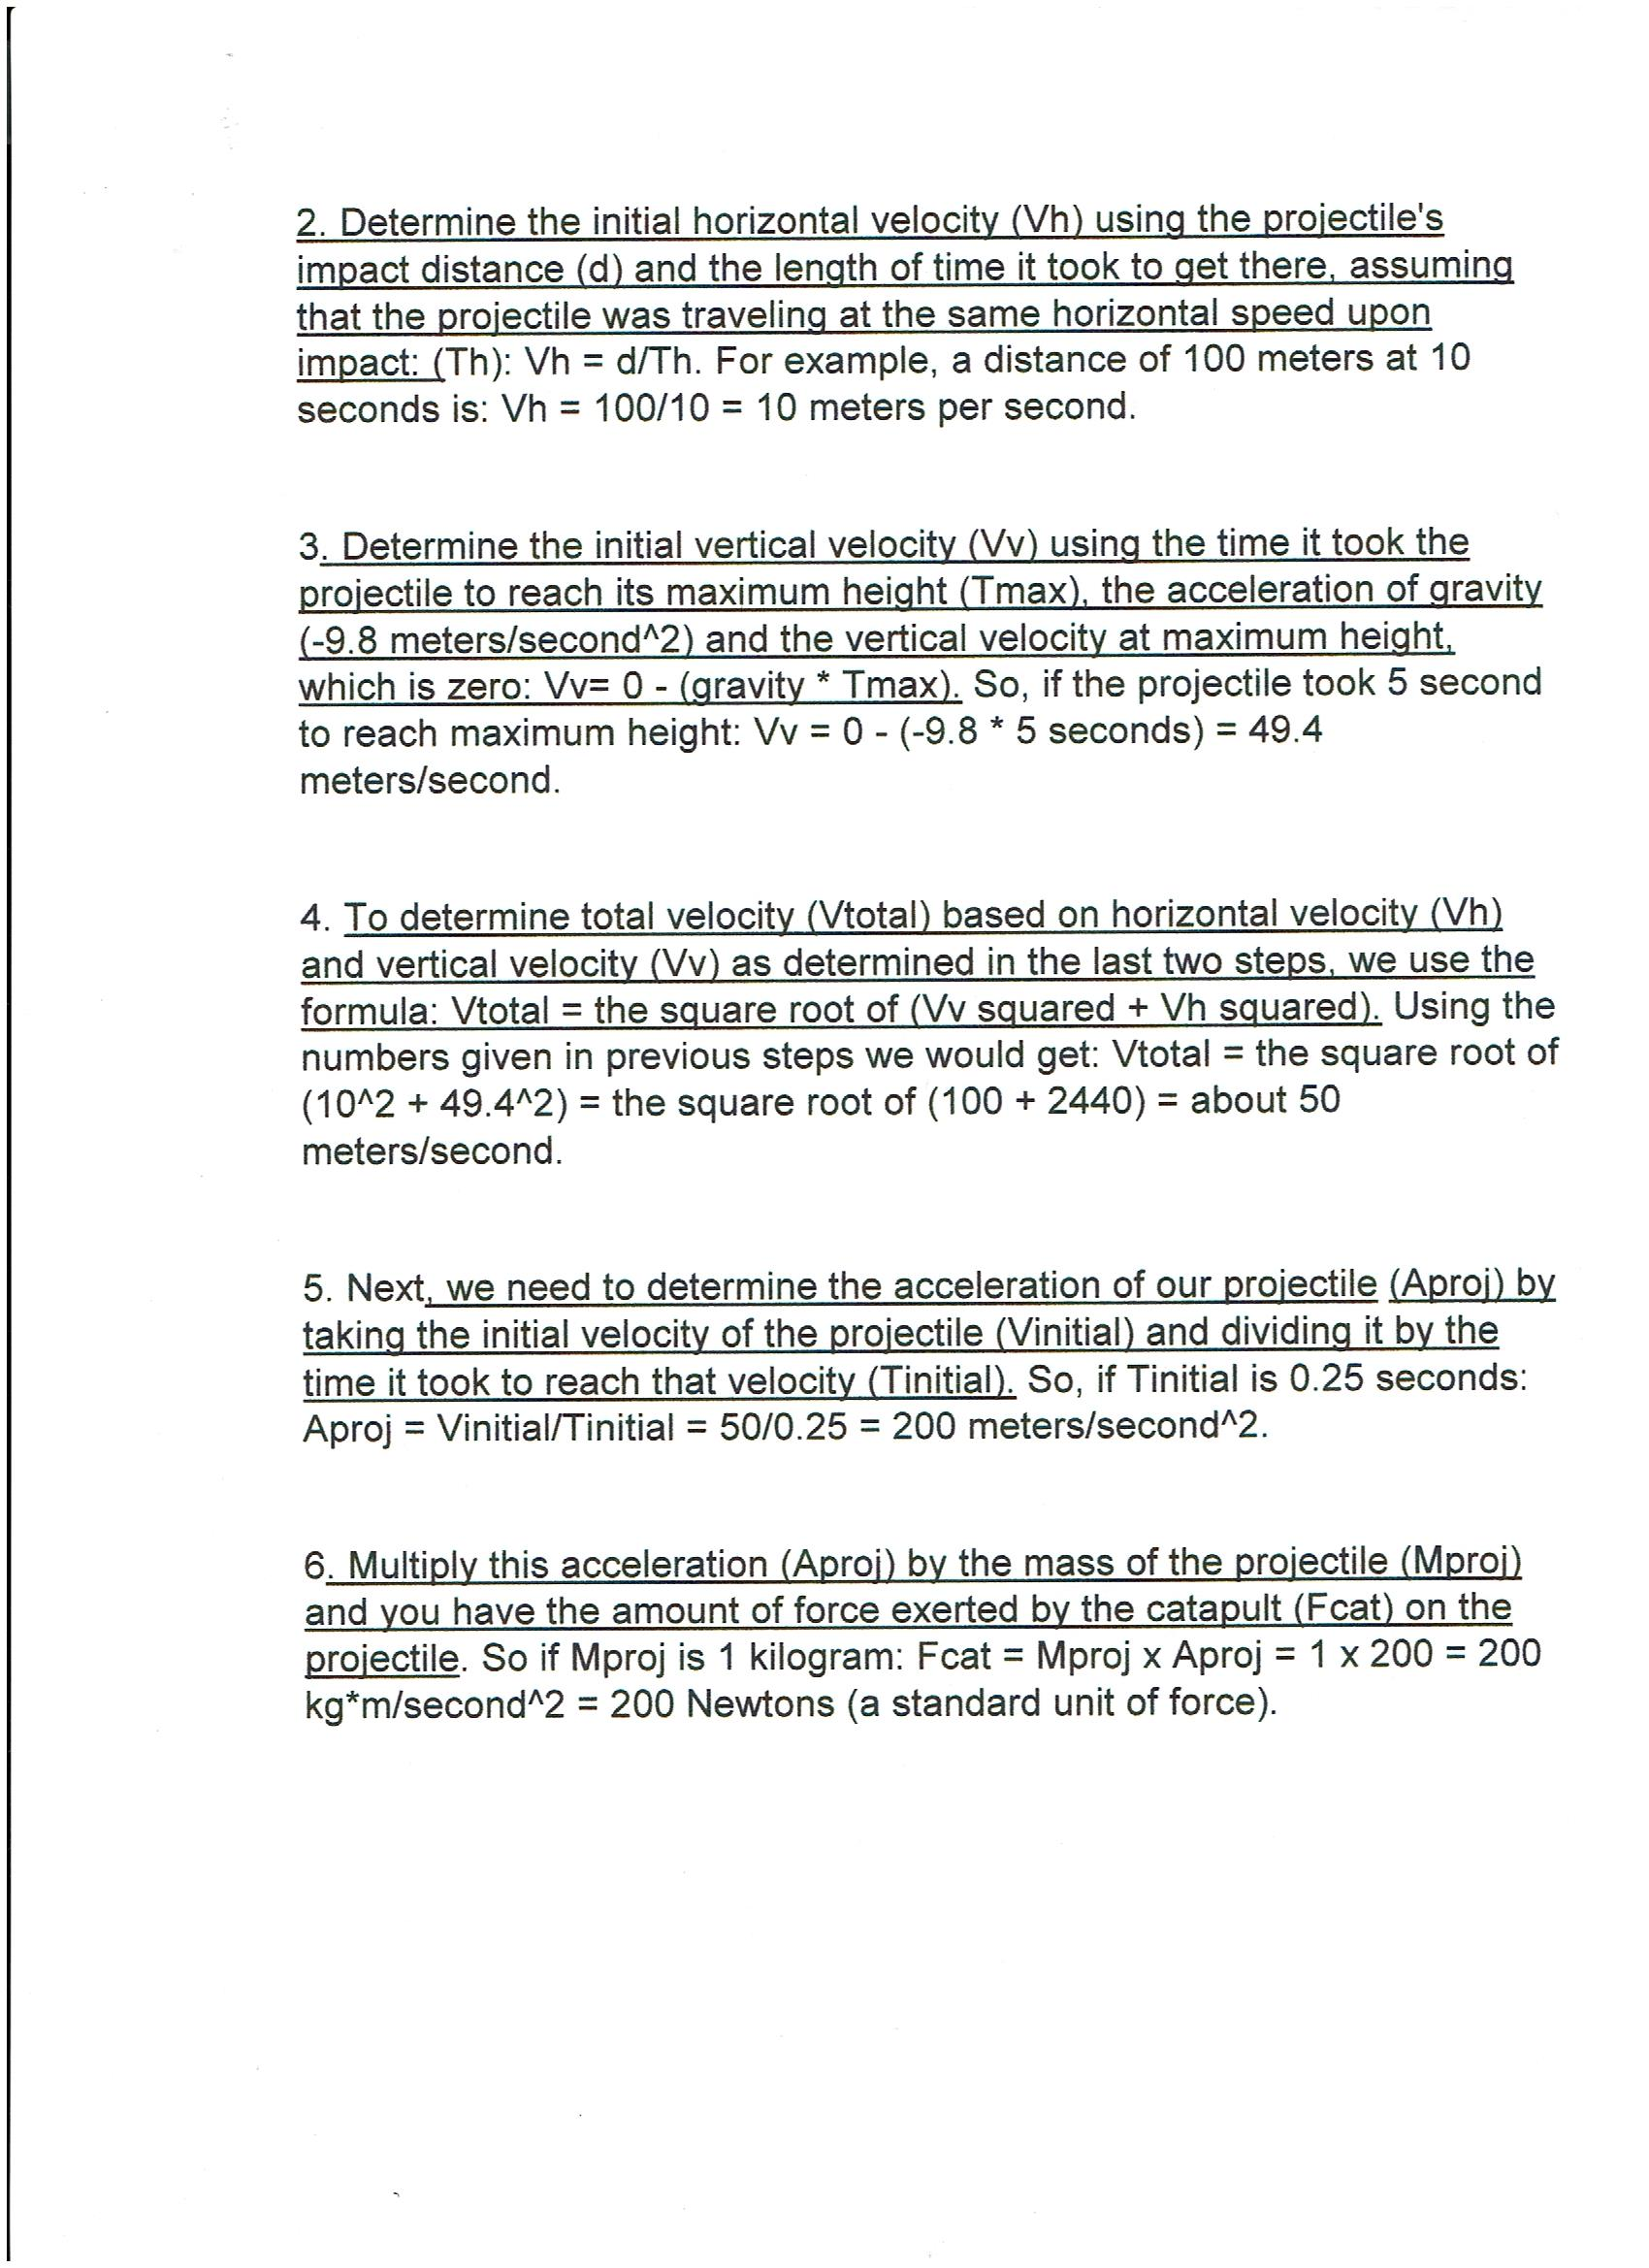 2. Determine the initial horizontal velocity (Vh) using the projectile's
impact distance (d) and the length of time it took to get there, assuming
that the projectile was traveling at the same horizontal speed upon
impact: (Th): Vh = d/Th. For example, a distance of 100 meters at 10
seconds is: Vh = 100/10 = 10 meters per second.
3. Determine the initial vertical velocity (Vv) using the time it took the
projectile to reach its maximum height (Tmax), the acceleration of gravity
(-9.8 meters/second^2) and the vertical velocity at maximum height,
which is zero: Vv= 0 - (gravity * Tmax). So, if the projectile took 5 second
to reach maximum height: Vv = 0 - (-9.8 * 5 seconds) = 49.4
meters/second.
4. To determine total velocity (Vtotal) based on horizontal velocity (Vh)
and vertical velocity (Vv) as determined in the last two steps, we use the
formula: Vtotal = the square root of (Vv squared + Vh squared). Using the
numbers given in previous steps we would get: Vtotal = the square root of
(10^2 + 49.4^2) = the square root of (100 + 2440) = about 50
meters/second.
5. Next, we need to determine the acceleration of our projectile (Aproj) by
taking the initial velocity of the projectile (Vinitial) and dividing it by the
time it took to reach that velocity (Tinitial). So, if Tinitial is 0.25 seconds:
Aproj = Vinitial/Tinitial = 50/0.25 = 200 meters/second^2.
6. Multiply this acceleration (Aproj) by the mass of the projectile (Mproj)
and you have the amount of force exerted by the catapult (Fcat) on the
projectile. So if Mproj is 1 kilogram: Fcat = Mproj x Aproj = 1 x 200 = 200
kg*m/second^2 = 200 Newtons (a standard unit of force).